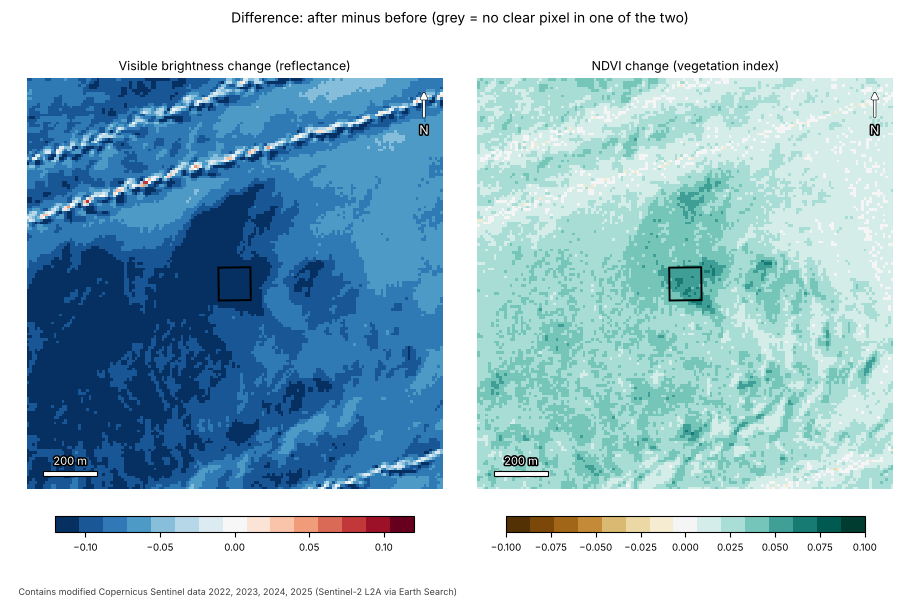 Difference: after minus before (grey = no clear pixel in one of the two)
Visible brightness change (reflectance)
NDVI change (vegetation index)
N
N
200 m
200 m
−0.10 −0.05 0.00 0.05 0.10
−0.100 −0.075 −0.050 −0.025 0.000 0.025 0.050 0.075 0.100
Contains modified Copernicus Sentinel data 2022, 2023, 2024, 2025 (Sentinel-2 L2A via Earth Search)